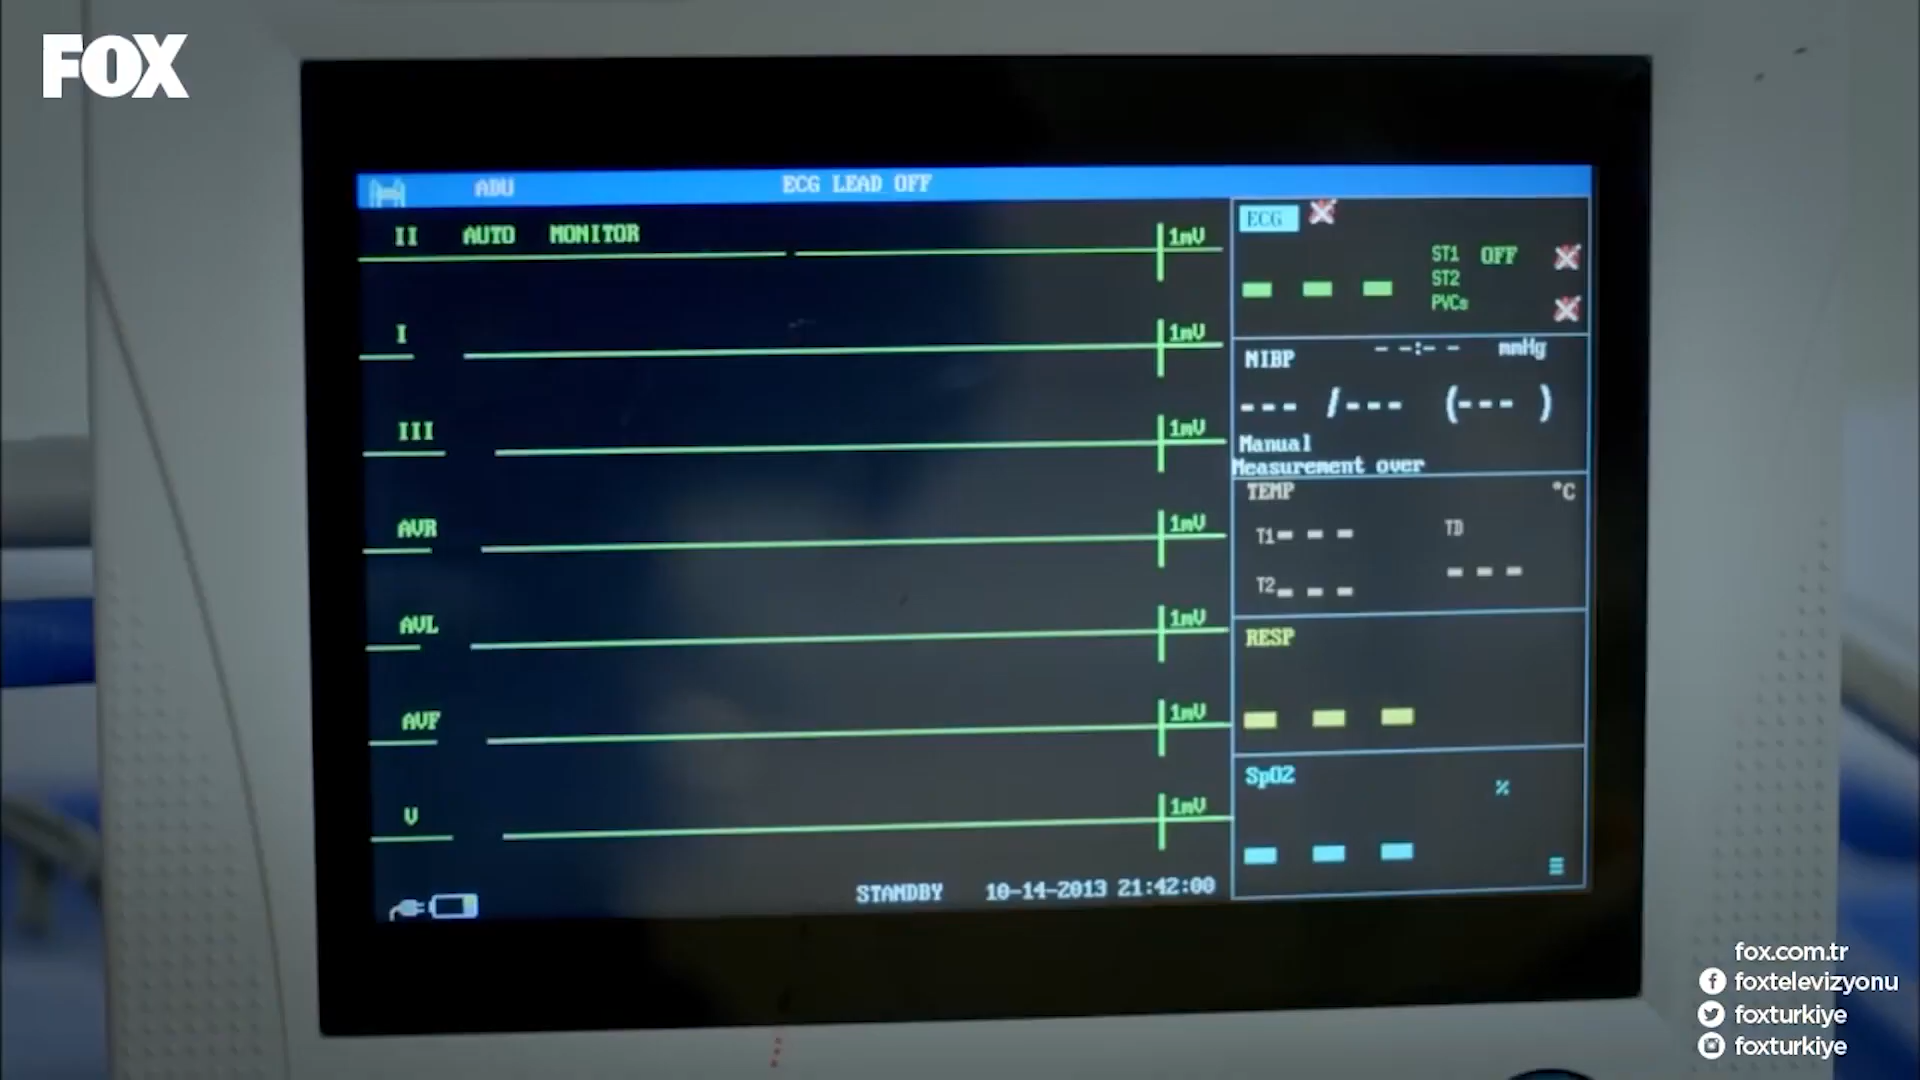 FOX
ADU ECG LEAD OFF
II AUTO MONITOR 1mV
I 1mV
III 1mV
AVR 1mV
AVL 1mV
AVF 1mV
V 1mV
STANDBY 10-14-2013 21:42:00
ECG
ST1 OFF
ST2
PVCs
- - -
NIBP - -:- - mmHg
--- /--- (--- )
Manual
Measurement over
TEMP °C
T1--- TD
T2--- ---
RESP
- - -
SpO2 %
- - -
fox.com.tr
foxtelevizyonu
foxturkiye
foxturkiye